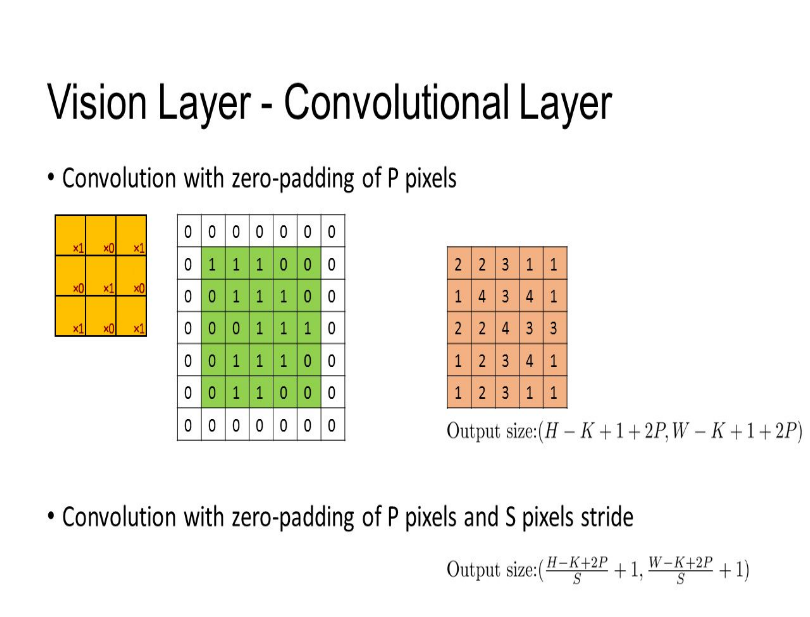 Vision Layer - Convolutional Layer
• Convolution with zero-padding of P pixels
×1 ×0 ×1
×0 ×1 ×0
×1 ×0 ×1
0 0 0 0 0 0 0
0 1 1 1 0 0 0
0 0 1 1 1 0 0
0 0 0 1 1 1 0
0 0 1 1 1 0 0
0 0 1 1 0 0 0
0 0 0 0 0 0 0
2 2 3 1 1
1 4 3 4 1
2 2 4 3 3
1 2 3 4 1
1 2 3 1 1
Output size:(H − K + 1 + 2P, W − K + 1 + 2P)
• Convolution with zero-padding of P pixels and S pixels stride
Output size:(\frac{H−K+2P}{S} + 1, \frac{W−K+2P}{S} + 1)